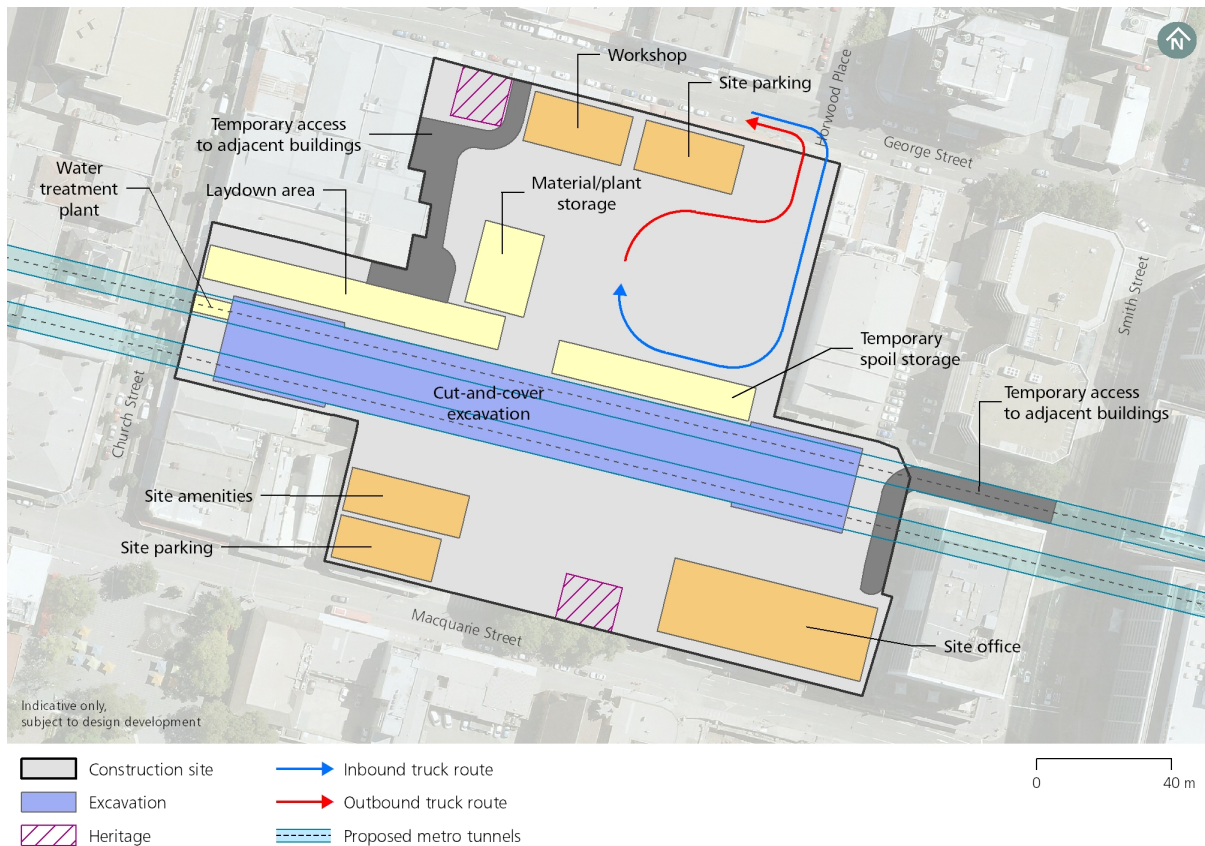 N
Workshop
Site parking
Horwood Place
George Street
Temporary access
to adjacent buildings
Water
treatment
plant
Laydown area
Material/plant
storage
Smith Street
Temporary
spoil storage
Church Street
Cut-and-cover
excavation
Temporary access
to adjacent buildings
Site amenities
Site parking
Macquarie Street
Site office
Indicative only,
subject to design development
Construction site
Inbound truck route
0 40 m
Excavation
Outbound truck route
Heritage
Proposed metro tunnels